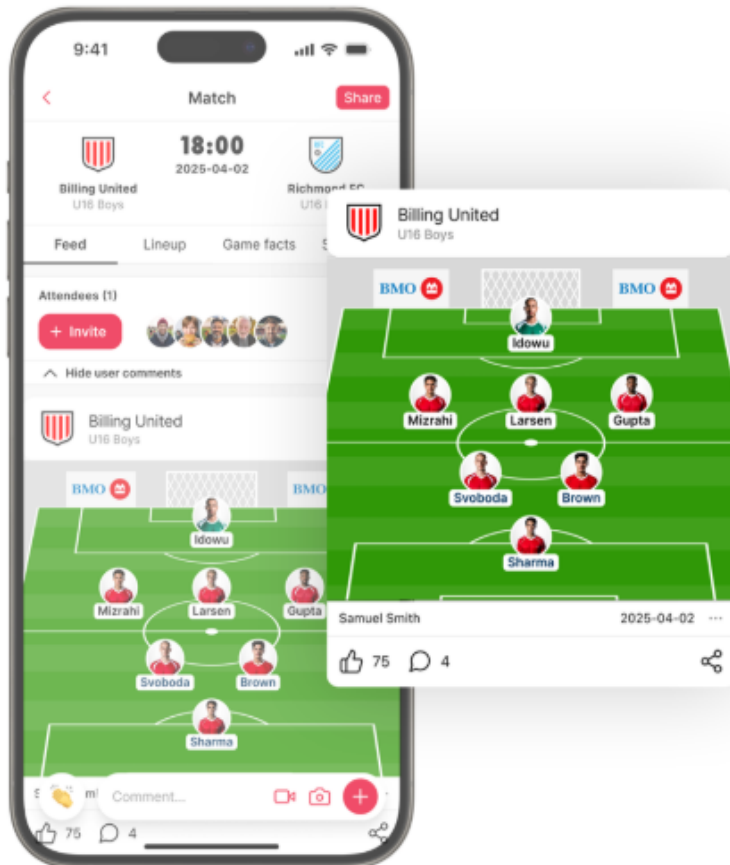 9:41
Match
Share
18:00
2025-04-02
Billing United
U16 Boys
Richmond FC
U16
Feed
Lineup
Game facts
Attendees (1)
+ Invite
Hide user comments
Billing United
U16 Boys
BMO
BMO
Idowu
Mizrahi
Larsen
Gupta
Svoboda
Brown
Sharma
Comment...
75
4
Billing United
U16 Boys
BMO
BMO
Idowu
Mizrahi
Larsen
Gupta
Svoboda
Brown
Sharma
Samuel Smith
2025-04-02
75
4